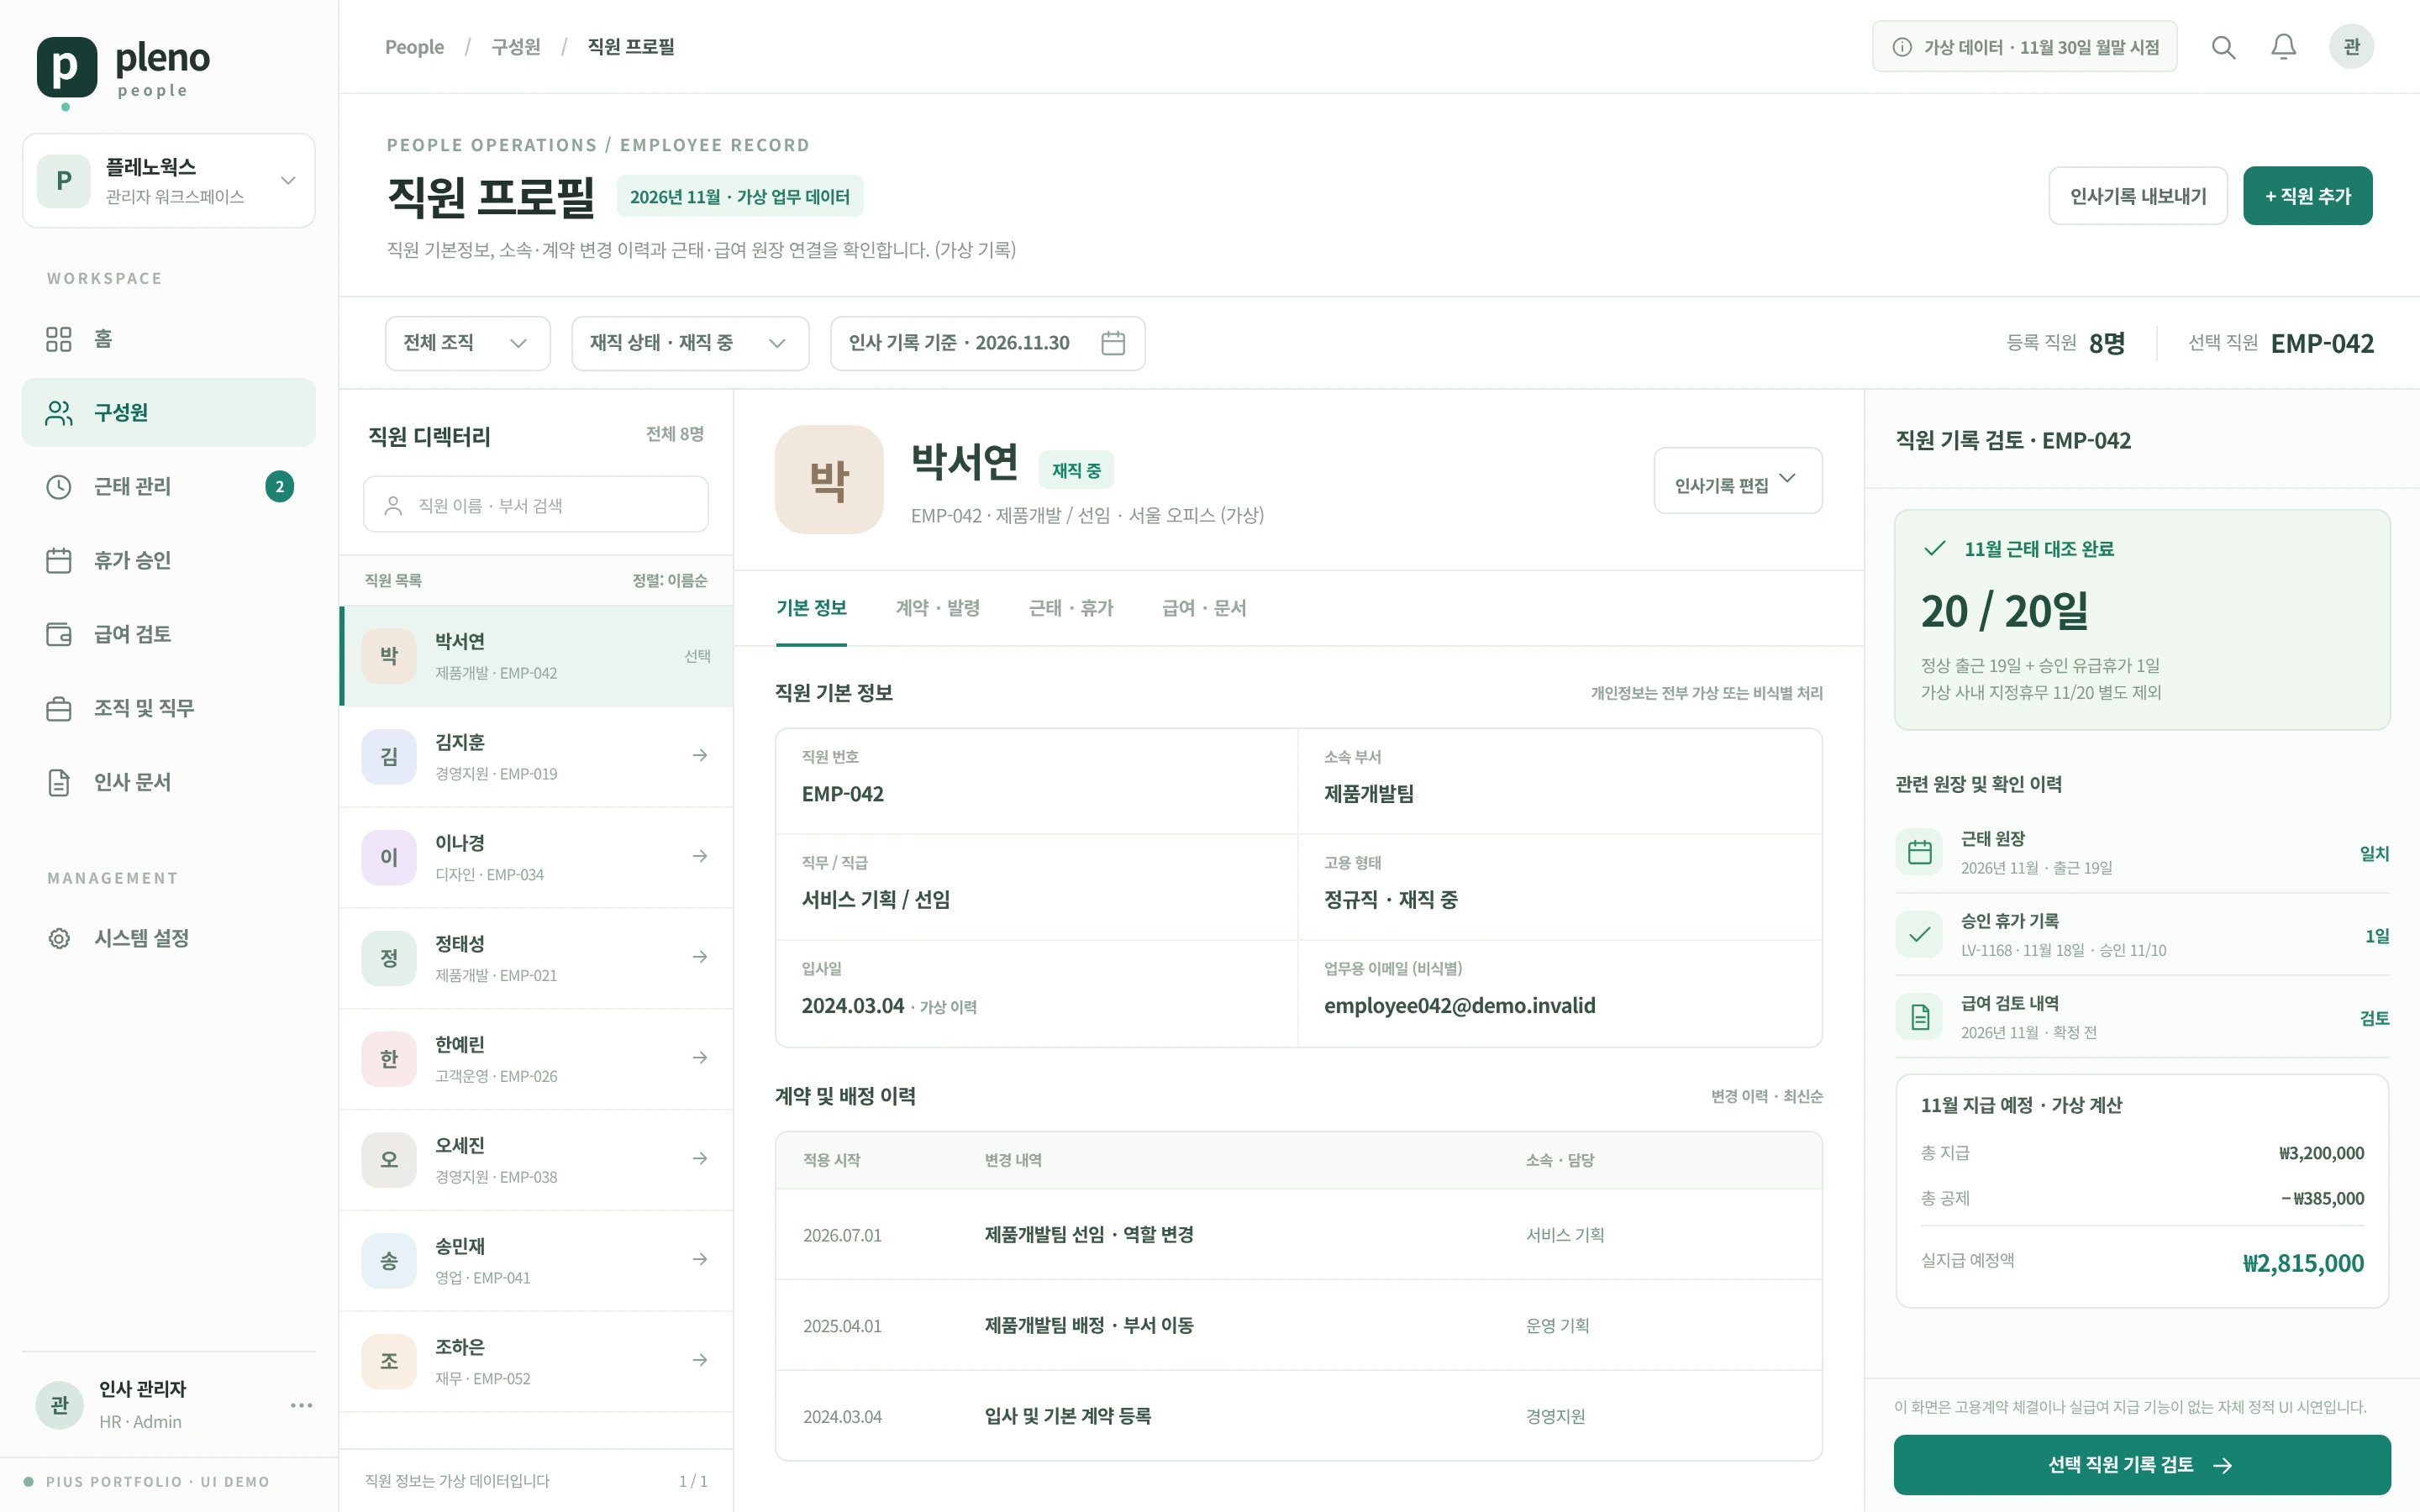 p
pleno
people
P
플레노웍스
관리자 워크스페이스
WORKSPACE
홈
구성원
근태 관리
2
휴가 승인
급여 검토
조직 및 직무
인사 문서
MANAGEMENT
시스템 설정
관
인사 관리자
HR · Admin
PIUS PORTFOLIO · UI DEMO
People / 구성원 / 직원 프로필
가상 데이터 · 11월 30일 월말 시점
관
PEOPLE OPERATIONS / EMPLOYEE RECORD
직원 프로필
2026년 11월 · 가상 업무 데이터
직원 기본정보, 소속·계약 변경 이력과 근태·급여 원장 연결을 확인합니다. (가상 기록)
인사기록 내보내기
+ 직원 추가
전체 조직
재직 상태 · 재직 중
인사 기록 기준 · 2026.11.30
등록 직원 8명
선택 직원 EMP-042
직원 디렉터리
전체 8명
직원 이름 · 부서 검색
직원 목록
정렬: 이름순
박
박서연
제품개발 · EMP-042
선택
김
김지훈
경영지원 · EMP-019
이
이나경
디자인 · EMP-034
정
정태성
제품개발 · EMP-021
한
한예린
고객운영 · EMP-026
오
오세진
경영지원 · EMP-038
송
송민재
영업 · EMP-041
조
조하은
재무 · EMP-052
직원 정보는 가상 데이터입니다
1 / 1
박
박서연
재직 중
EMP-042 · 제품개발 / 선임 · 서울 오피스 (가상)
인사기록 편집
기본 정보
계약 · 발령
근태 · 휴가
급여 · 문서
직원 기본 정보
개인정보는 전부 가상 또는 비식별 처리
직원 번호
EMP-042
소속 부서
제품개발팀
직무 / 직급
서비스 기획 / 선임
고용 형태
정규직 · 재직 중
입사일
2024.03.04 · 가상 이력
업무용 이메일 (비식별)
employee042@demo.invalid
계약 및 배정 이력
변경 이력 · 최신순
적용 시작
변경 내역
소속 · 담당
2026.07.01
제품개발팀 선임 · 역할 변경
서비스 기획
2025.04.01
제품개발팀 배정 · 부서 이동
운영 기획
2024.03.04
입사 및 기본 계약 등록
경영지원
직원 기록 검토 · EMP-042
11월 근태 대조 완료
20 / 20일
정상 출근 19일 + 승인 유급휴가 1일
가상 사내 지정휴무 11/20 별도 제외
관련 원장 및 확인 이력
근태 원장
2026년 11월 · 출근 19일
일치
승인 휴가 기록
LV-1168 · 11월 18일 · 승인 11/10
1일
급여 검토 내역
2026년 11월 · 확정 전
검토
11월 지급 예정 · 가상 계산
총 지급
₩3,200,000
총 공제
−₩385,000
실지급 예정액
₩2,815,000
이 화면은 고용계약 체결이나 실급여 지급 기능이 없는 자체 정적 UI 시연입니다.
선택 직원 기록 검토